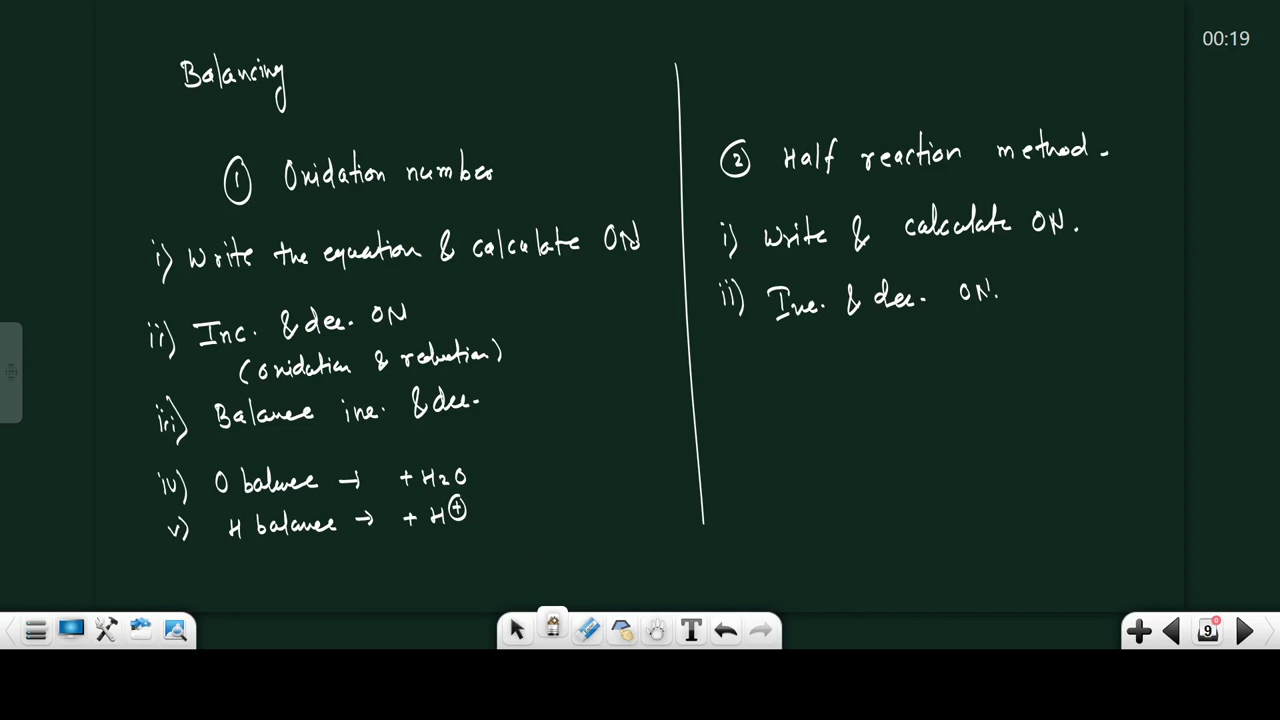 00:19
Balancing
① Oxidation number
i) Write the equation & calculate ON
ii) Inc. & dec. ON
(oxidation & reduction)
iii) Balance inc. & dec.
iv) O balance → + H2O
v) H balance → + H⊕
② Half reaction method.
i) Write & calculate ON.
ii) Inc. & dec. ON.
T
9
0